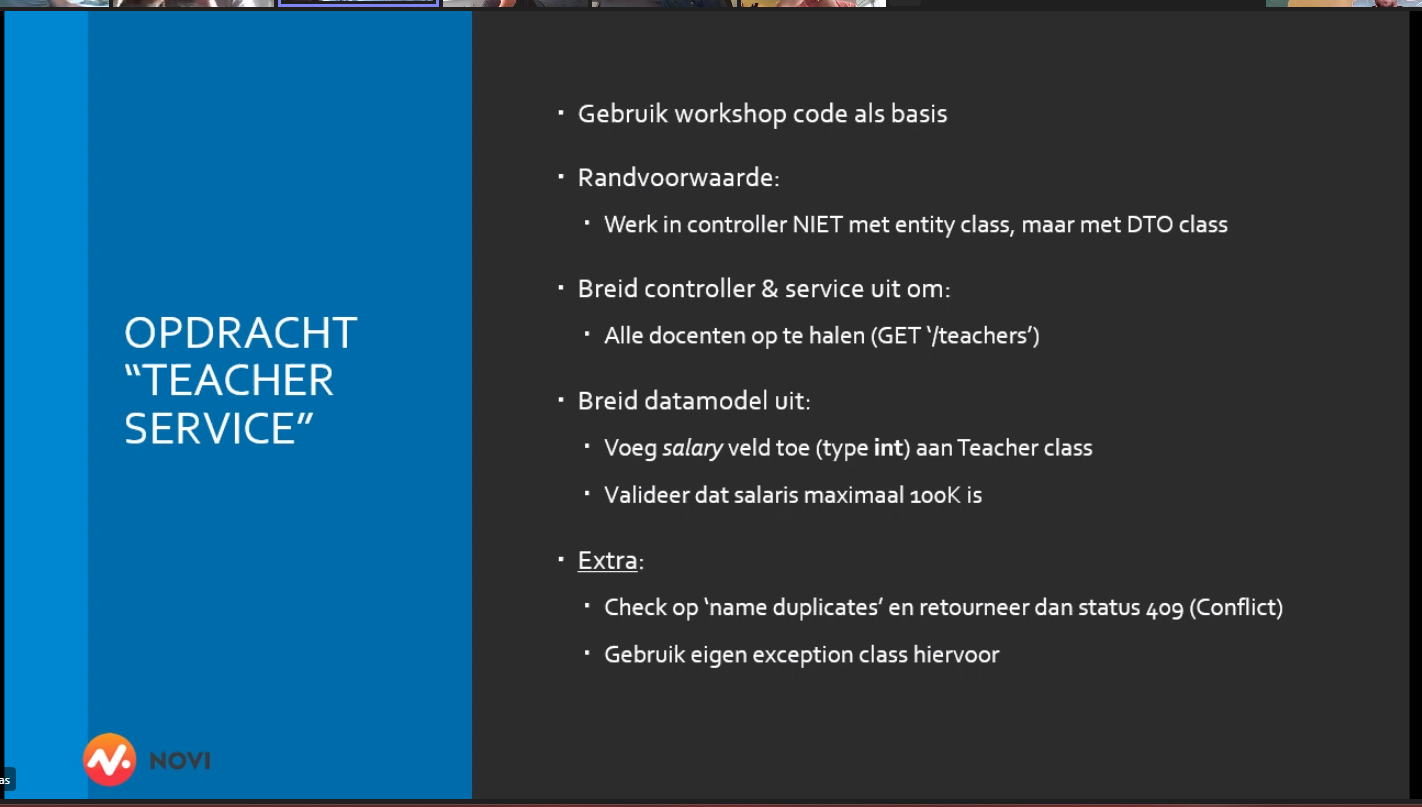 OPDRACHT
“TEACHER
SERVICE”
▪ Gebruik workshop code als basis
▪ Randvoorwaarde:
▪ Werk in controller NIET met entity class, maar met DTO class
▪ Breid controller & service uit om:
▪ Alle docenten op te halen (GET ‘/teachers’)
▪ Breid datamodel uit:
▪ Voeg salary veld toe (type int) aan Teacher class
▪ Valideer dat salaris maximaal 100K is
▪ Extra:
▪ Check op ‘name duplicates’ en retourneer dan status 409 (Conflict)
▪ Gebruik eigen exception class hiervoor
NOVI
as